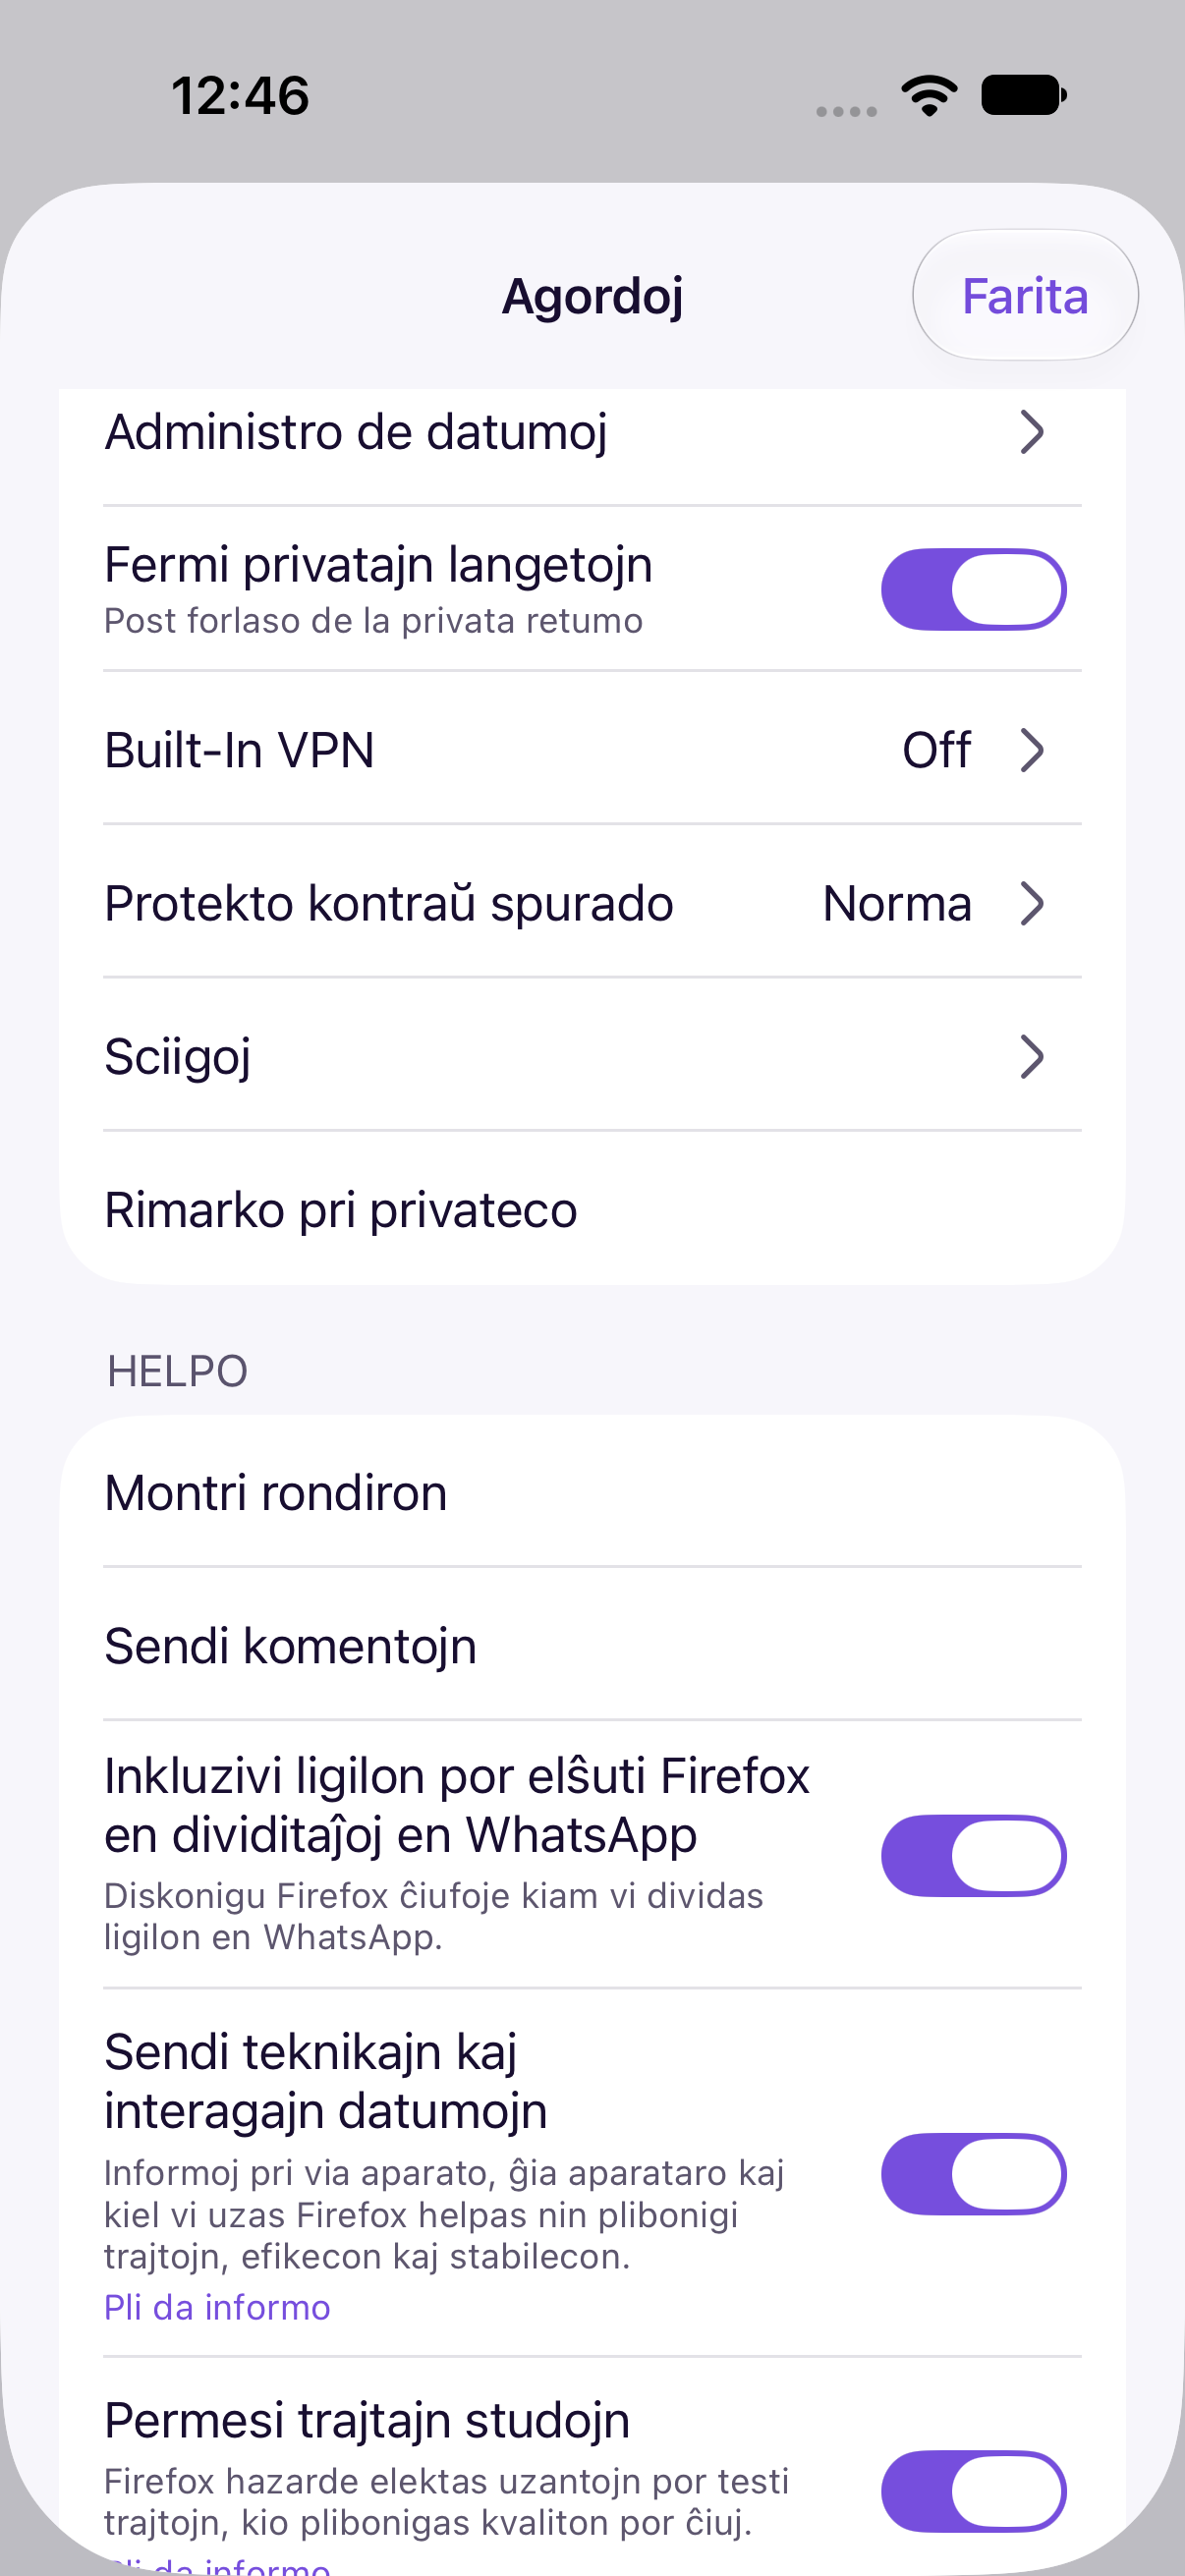 12:46
Agordoj
Farita
Administro de datumoj
Fermi privatajn langetojn
Post forlaso de la privata retumo
Built-In VPN
Off
Protekto kontraŭ spurado
Norma
Sciigoj
Rimarko pri privateco
HELPO
Montri rondiron
Sendi komentojn
Inkluzivi ligilon por elŝuti Firefox
en dividitaĵoj en WhatsApp
Diskonigu Firefox ĉiufoje kiam vi dividas
ligilon en WhatsApp.
Sendi teknikajn kaj
interagajn datumojn
Informoj pri via aparato, ĝia aparataro kaj
kiel vi uzas Firefox helpas nin plibonigi
trajtojn, efikecon kaj stabilecon.
Pli da informo
Permesi trajtajn studojn
Firefox hazarde elektas uzantojn por testi
trajtojn, kio plibonigas kvaliton por ĉiuj.
Pli da informo